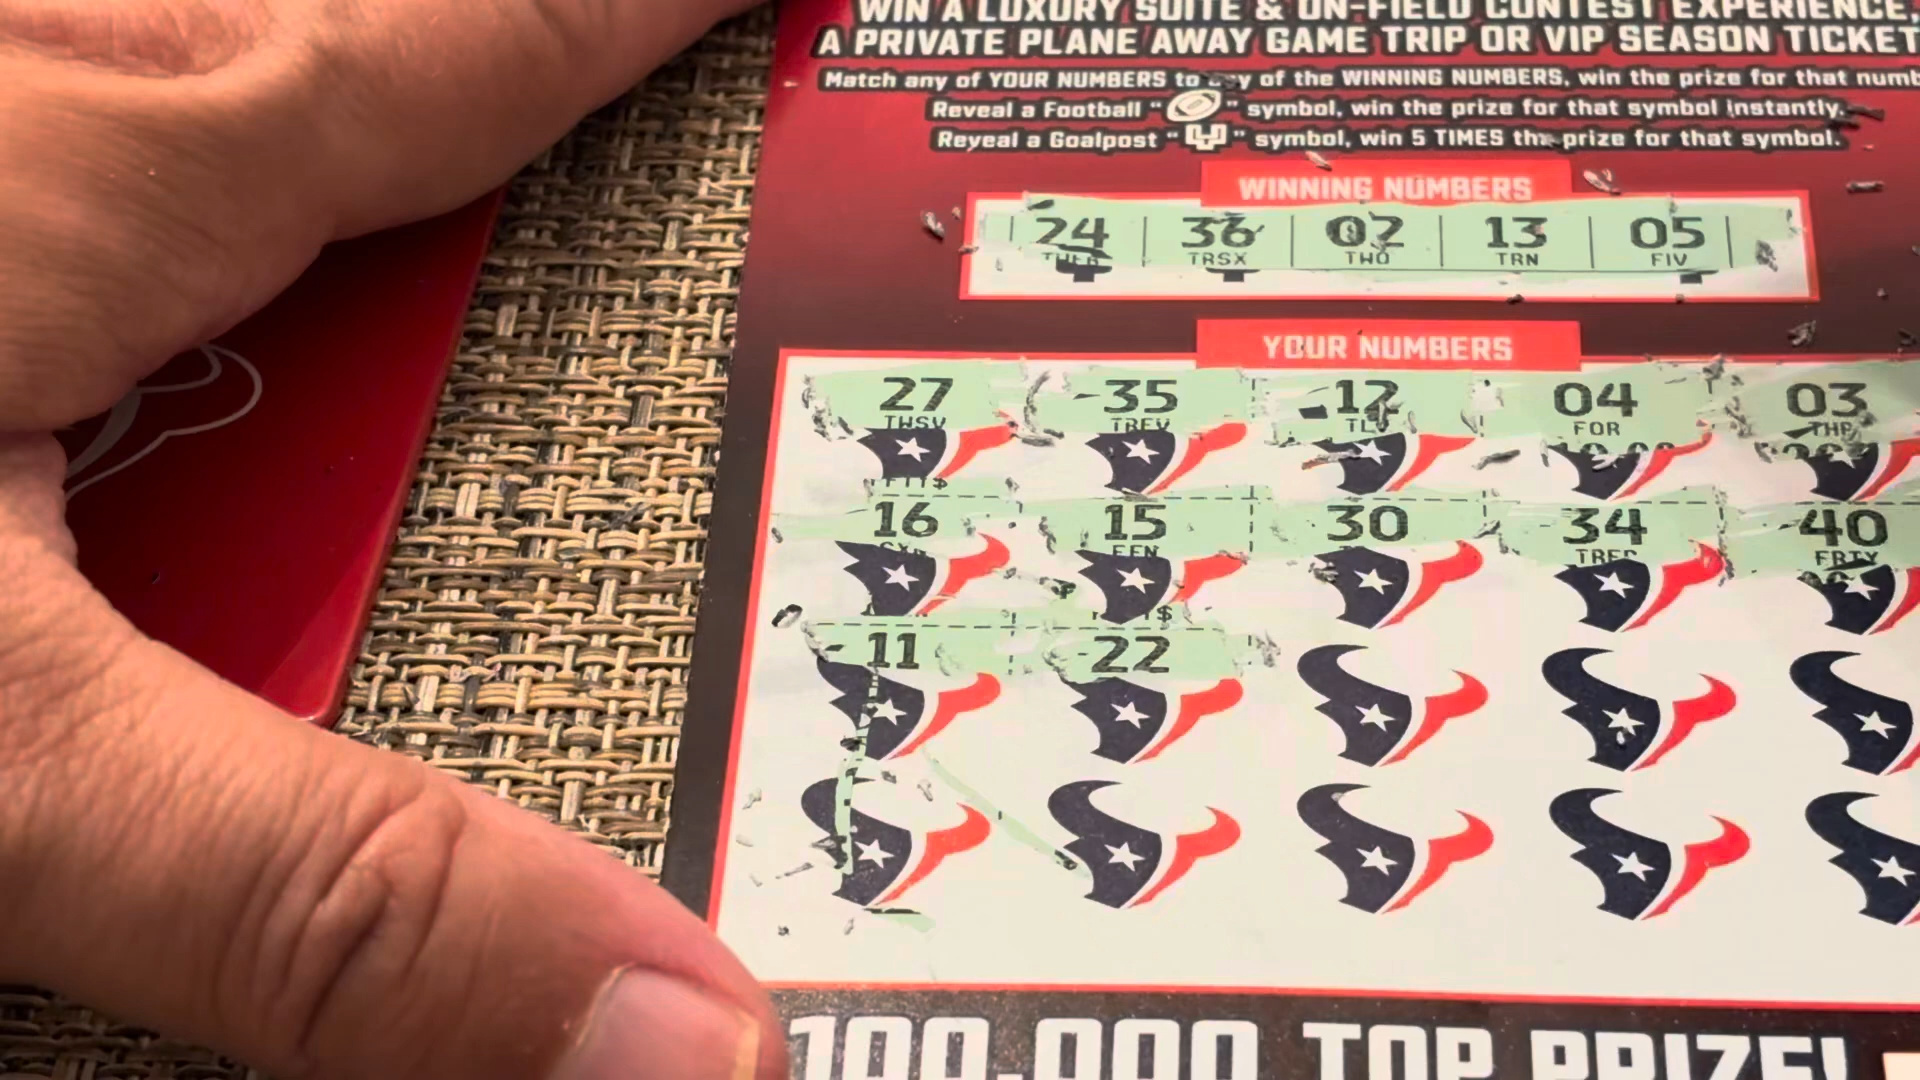 WIN A LUXURY SUITE & ON-FIELD CONTEST EXPERIENCE,
A PRIVATE PLANE AWAY GAME TRIP OR VIP SEASON TICKET
Match any of YOUR NUMBERS to any of the WINNING NUMBERS, win the prize for that numb
Reveal a Football " " symbol, win the prize for that symbol instantly.
Reveal a Goalpost " " symbol, win 5 TIMES the prize for that symbol.
WINNING NUMBERS
24 36 02 13 05
TRSX TWO TRN FIV
YOUR NUMBERS
27 35 12 04 03
THSV TREV FOR
FTY$
16 15 30 34 40
FRTY
11 22
100,000 TOP PRIZE!